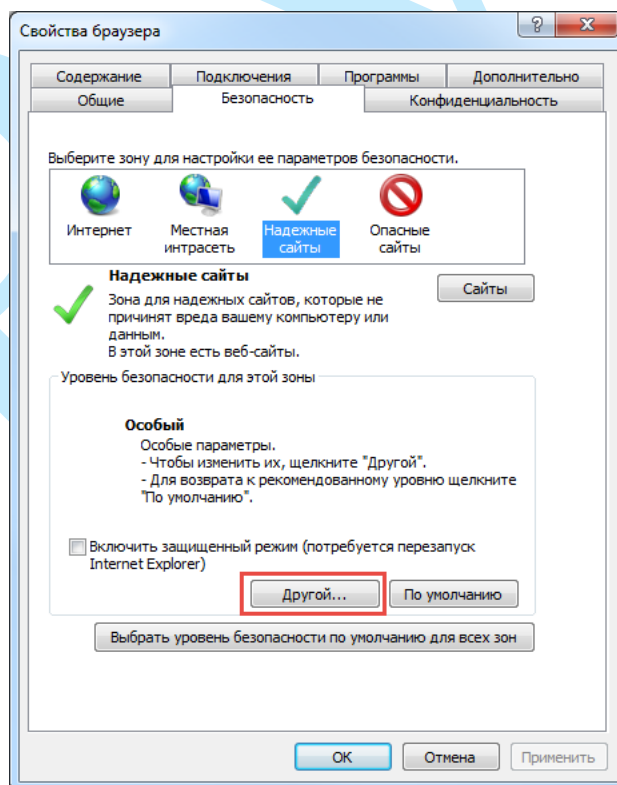 Свойства браузера
Содержание Подключения Программы Дополнительно
Общие Безопасность Конфиденциальность
Выберите зону для настройки ее параметров безопасности.
Интернет Местная Надежные Опасные
интрасеть сайты сайты
Надежные сайты
Сайты
Зона для надежных сайтов, которые не
причинят вреда вашему компьютеру или
данным.
В этой зоне есть веб-сайты.
Уровень безопасности для этой зоны
Особый
Особые параметры.
- Чтобы изменить их, щелкните "Другой".
- Для возврата к рекомендованному уровню щелкните
"По умолчанию".
Включить защищенный режим (потребуется перезапуск
Internet Explorer)
Другой... По умолчанию
Выбрать уровень безопасности по умолчанию для всех зон
ОК Отмена Применить